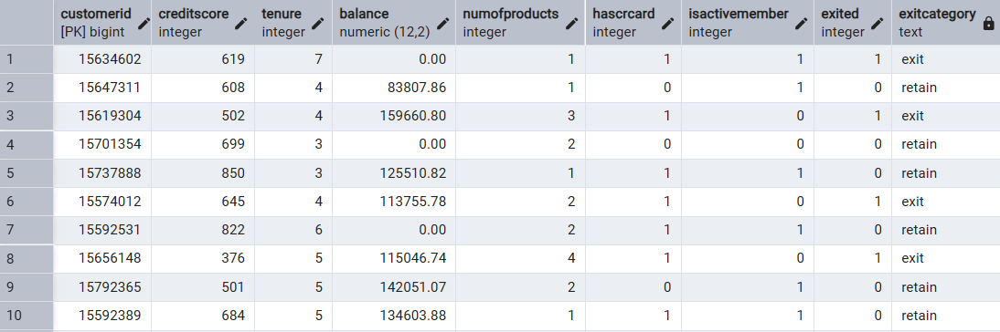 customerid creditscore tenure balance numofproducts hascrcard isactivemember exited exitcategory
[PK] bigint integer integer numeric (12,2) integer integer integer integer text
1 15634602 619 7 0.00 1 1 1 1 exit
2 15647311 608 4 83807.86 1 0 1 0 retain
3 15619304 502 4 159660.80 3 1 0 1 exit
4 15701354 699 3 0.00 2 0 0 0 retain
5 15737888 850 3 125510.82 1 1 1 0 retain
6 15574012 645 4 113755.78 2 1 0 1 exit
7 15592531 822 6 0.00 2 1 1 0 retain
8 15656148 376 5 115046.74 4 1 0 1 exit
9 15792365 501 5 142051.07 2 0 1 0 retain
10 15592389 684 5 134603.88 1 1 1 0 retain